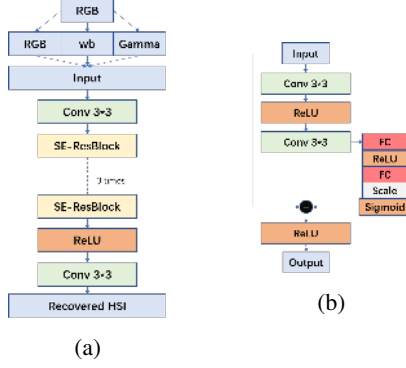 RGB
RGB wb Gamma
Input
Conv 3*3
SE-ResBlock
times
SE-ResBlock
ReLU
Conv 3*3
Recovered HSI
(a)
Input
Conv 3*3
ReLU
Conv 3*3
FC
ReLU
FC
Scale
Sigmoid
ReLU
Output
(b)